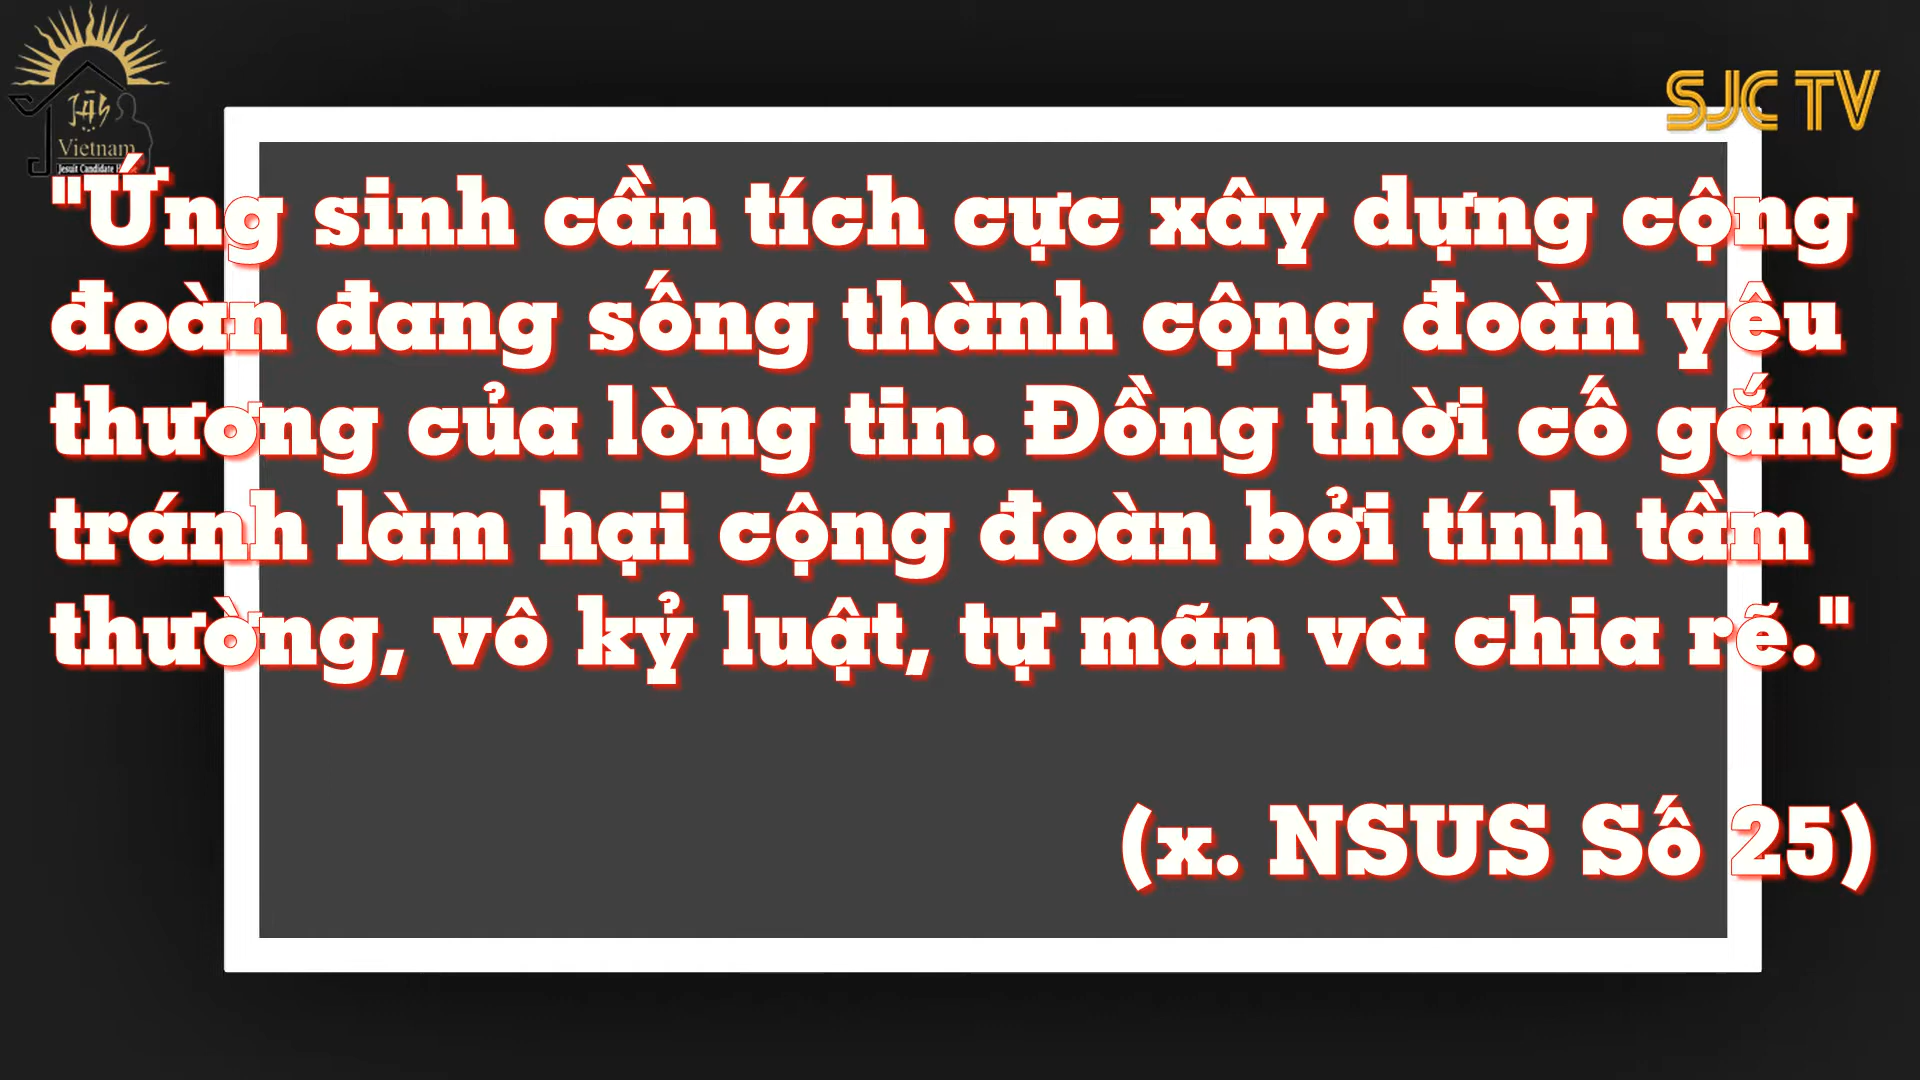 Vietnam
SJC TV
"Ứng sinh cần tích cực xây dựng cộng
đoàn đang sống thành cộng đoàn yêu
thương của lòng tin. Đồng thời cố gắng
tránh làm hại cộng đoàn bởi tính tầm
thường, vô kỷ luật, tự mãn và chia rẽ."
(x. NSUS Số 25)